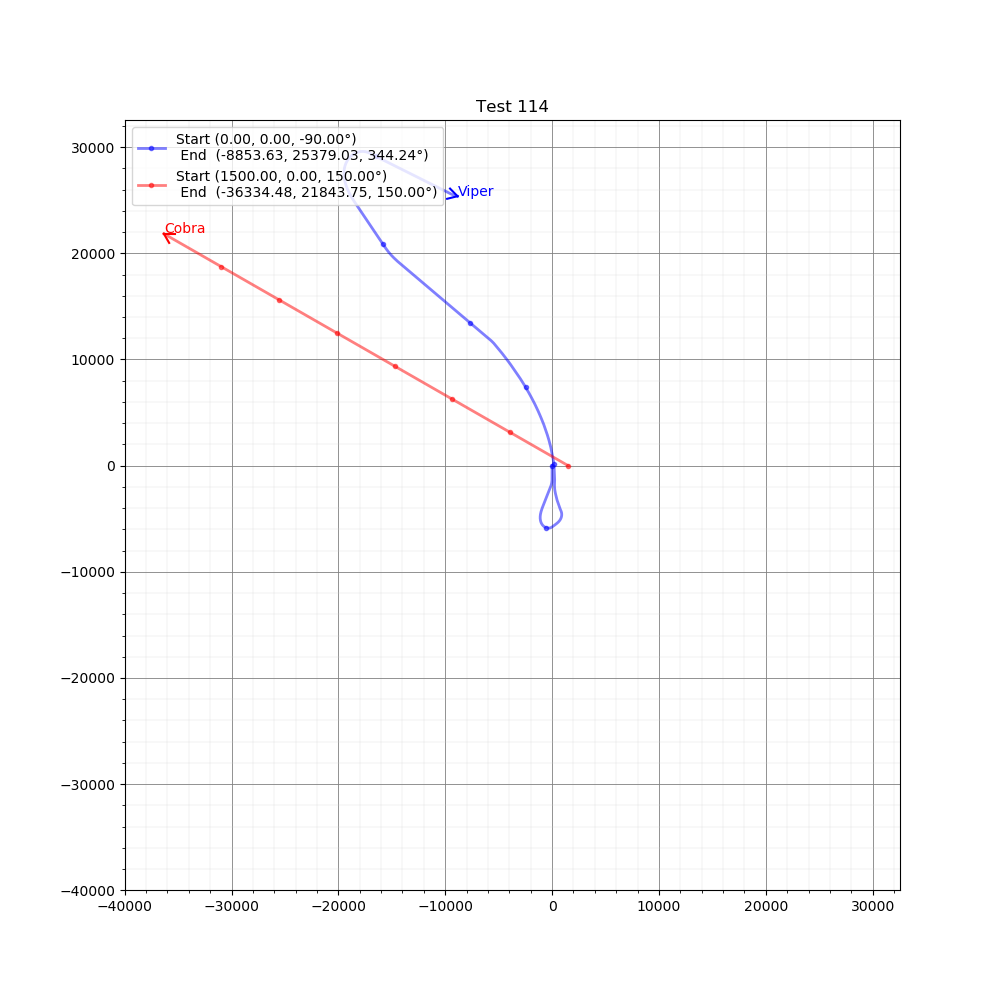 Test 114
Start (0.00, 0.00, -90.00°)
End (-8853.63, 25379.03, 344.24°)
Start (1500.00, 0.00, 150.00°)
End (-36334.48, 21843.75, 150.00°)
Viper
Cobra
30000
20000
10000
0
−10000
−20000
−30000
−40000
−40000 −30000 −20000 −10000 0 10000 20000 30000